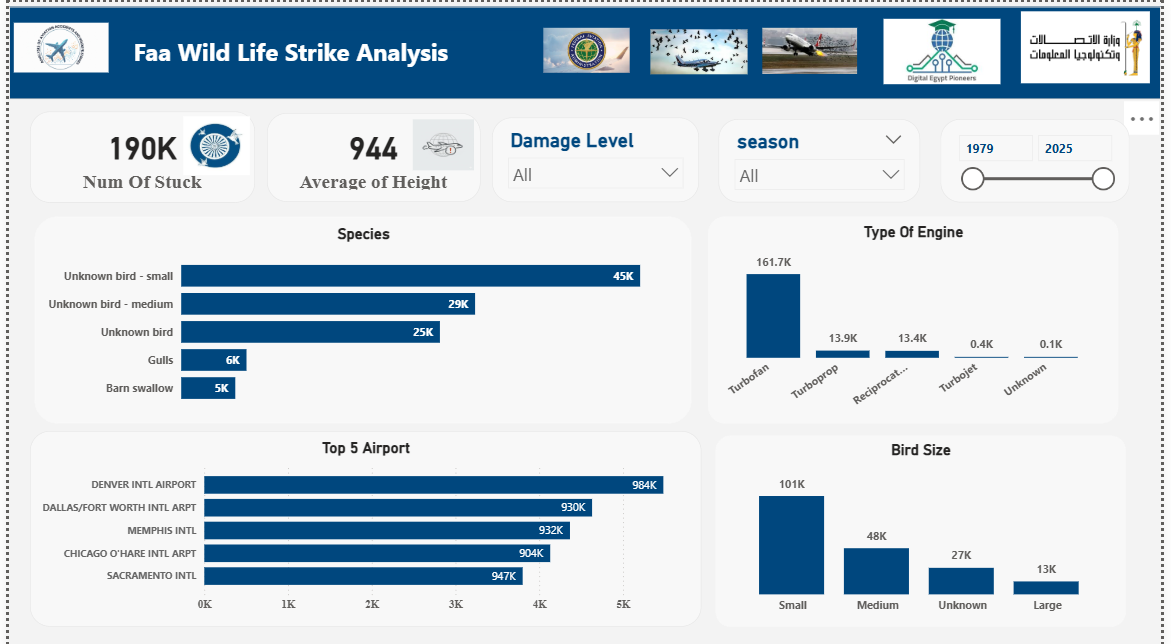 Faa Wild Life Strike Analysis
Digital Egypt Pioneers
وزارة الاتصـــالات
وتكنولوجيا المعلومات
190K
Num Of Stuck
944
Average of Height
Damage Level
All
season
All
1979
2025
Species
Unknown bird - small
45K
Unknown bird - medium
29K
Unknown bird
25K
Gulls
6K
Barn swallow
5K
Type Of Engine
161.7K
13.9K
13.4K
0.4K
0.1K
Turbofan
Turboprop
Reciprocat...
Turbojet
Unknown
Top 5 Airport
DENVER INTL AIRPORT
984K
DALLAS/FORT WORTH INTL ARPT
930K
MEMPHIS INTL
932K
CHICAGO O'HARE INTL ARPT
904K
SACRAMENTO INTL
947K
0K 1K 2K 3K 4K 5K
Bird Size
101K
48K
27K
13K
Small Medium Unknown Large